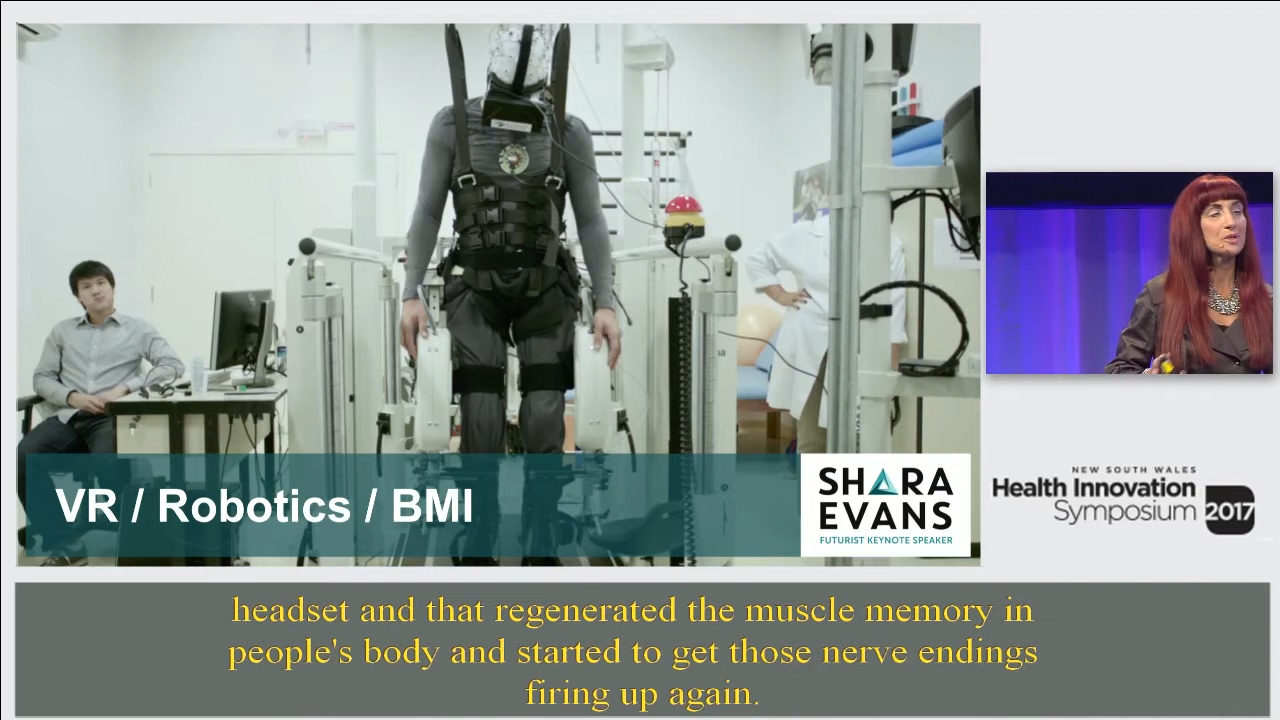 VR / Robotics / BMI
SHARA
EVANS
FUTURIST KEYNOTE SPEAKER
NEW SOUTH WALES
Health Innovation
Symposium 2017
headset and that regenerated the muscle memory in
people's body and started to get those nerve endings
firing up again.